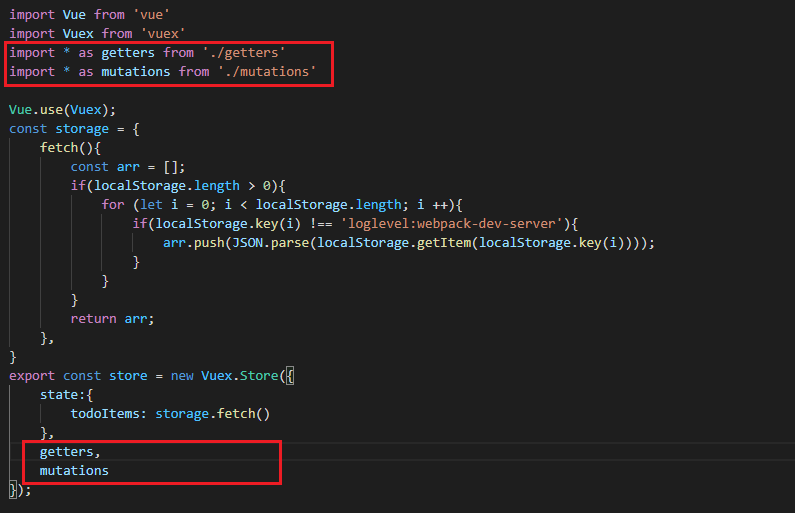 import Vue from 'vue'
import Vuex from 'vuex'
import * as getters from './getters'
import * as mutations from './mutations'
Vue.use(Vuex);
const storage = {
fetch(){
const arr = [];
if(localStorage.length > 0){
for (let i = 0; i < localStorage.length; i ++){
if(localStorage.key(i) !== 'loglevel:webpack-dev-server'){
arr.push(JSON.parse(localStorage.getItem(localStorage.key(i))));
}
}
}
return arr;
},
}
export const store = new Vuex.Store({
state:{
todoItems: storage.fetch()
},
getters,
mutations
});